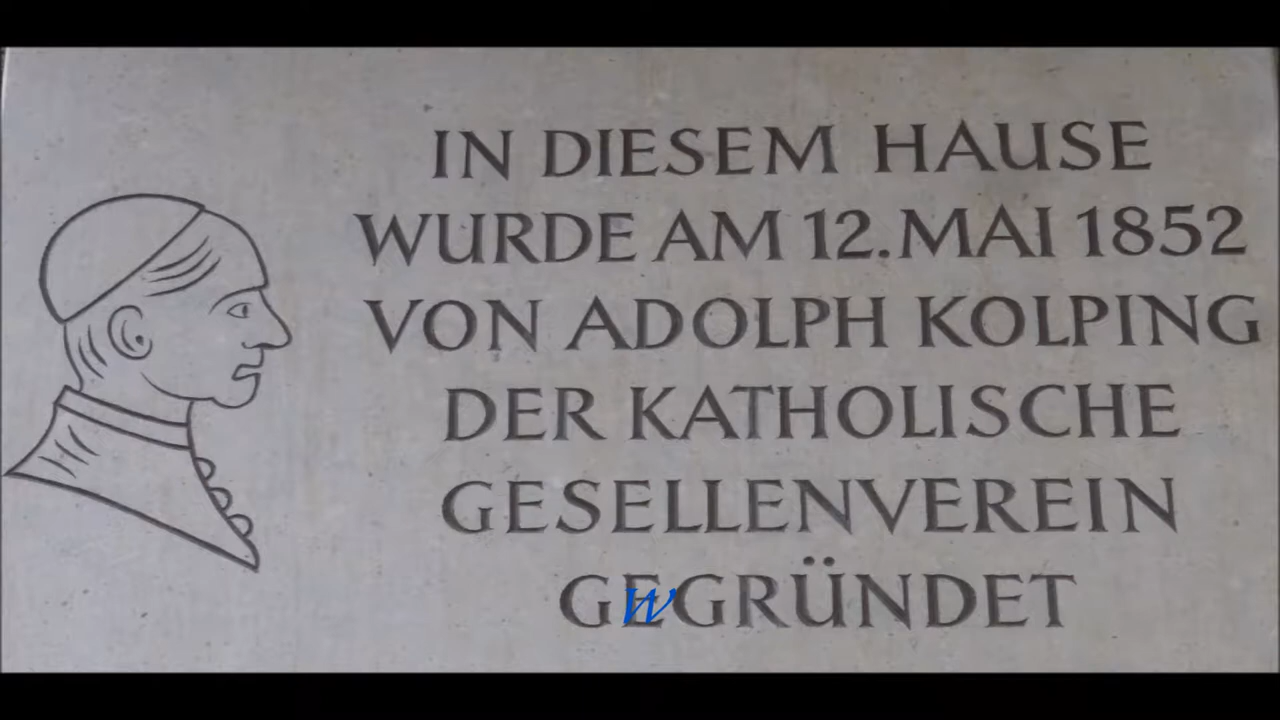 IN DIESEM HAUSE
WURDE AM 12. MAI 1852
VON ADOLPH KOLPING
DER KATHOLISCHE
GESELLENVEREIN
GEGRÜNDET
w